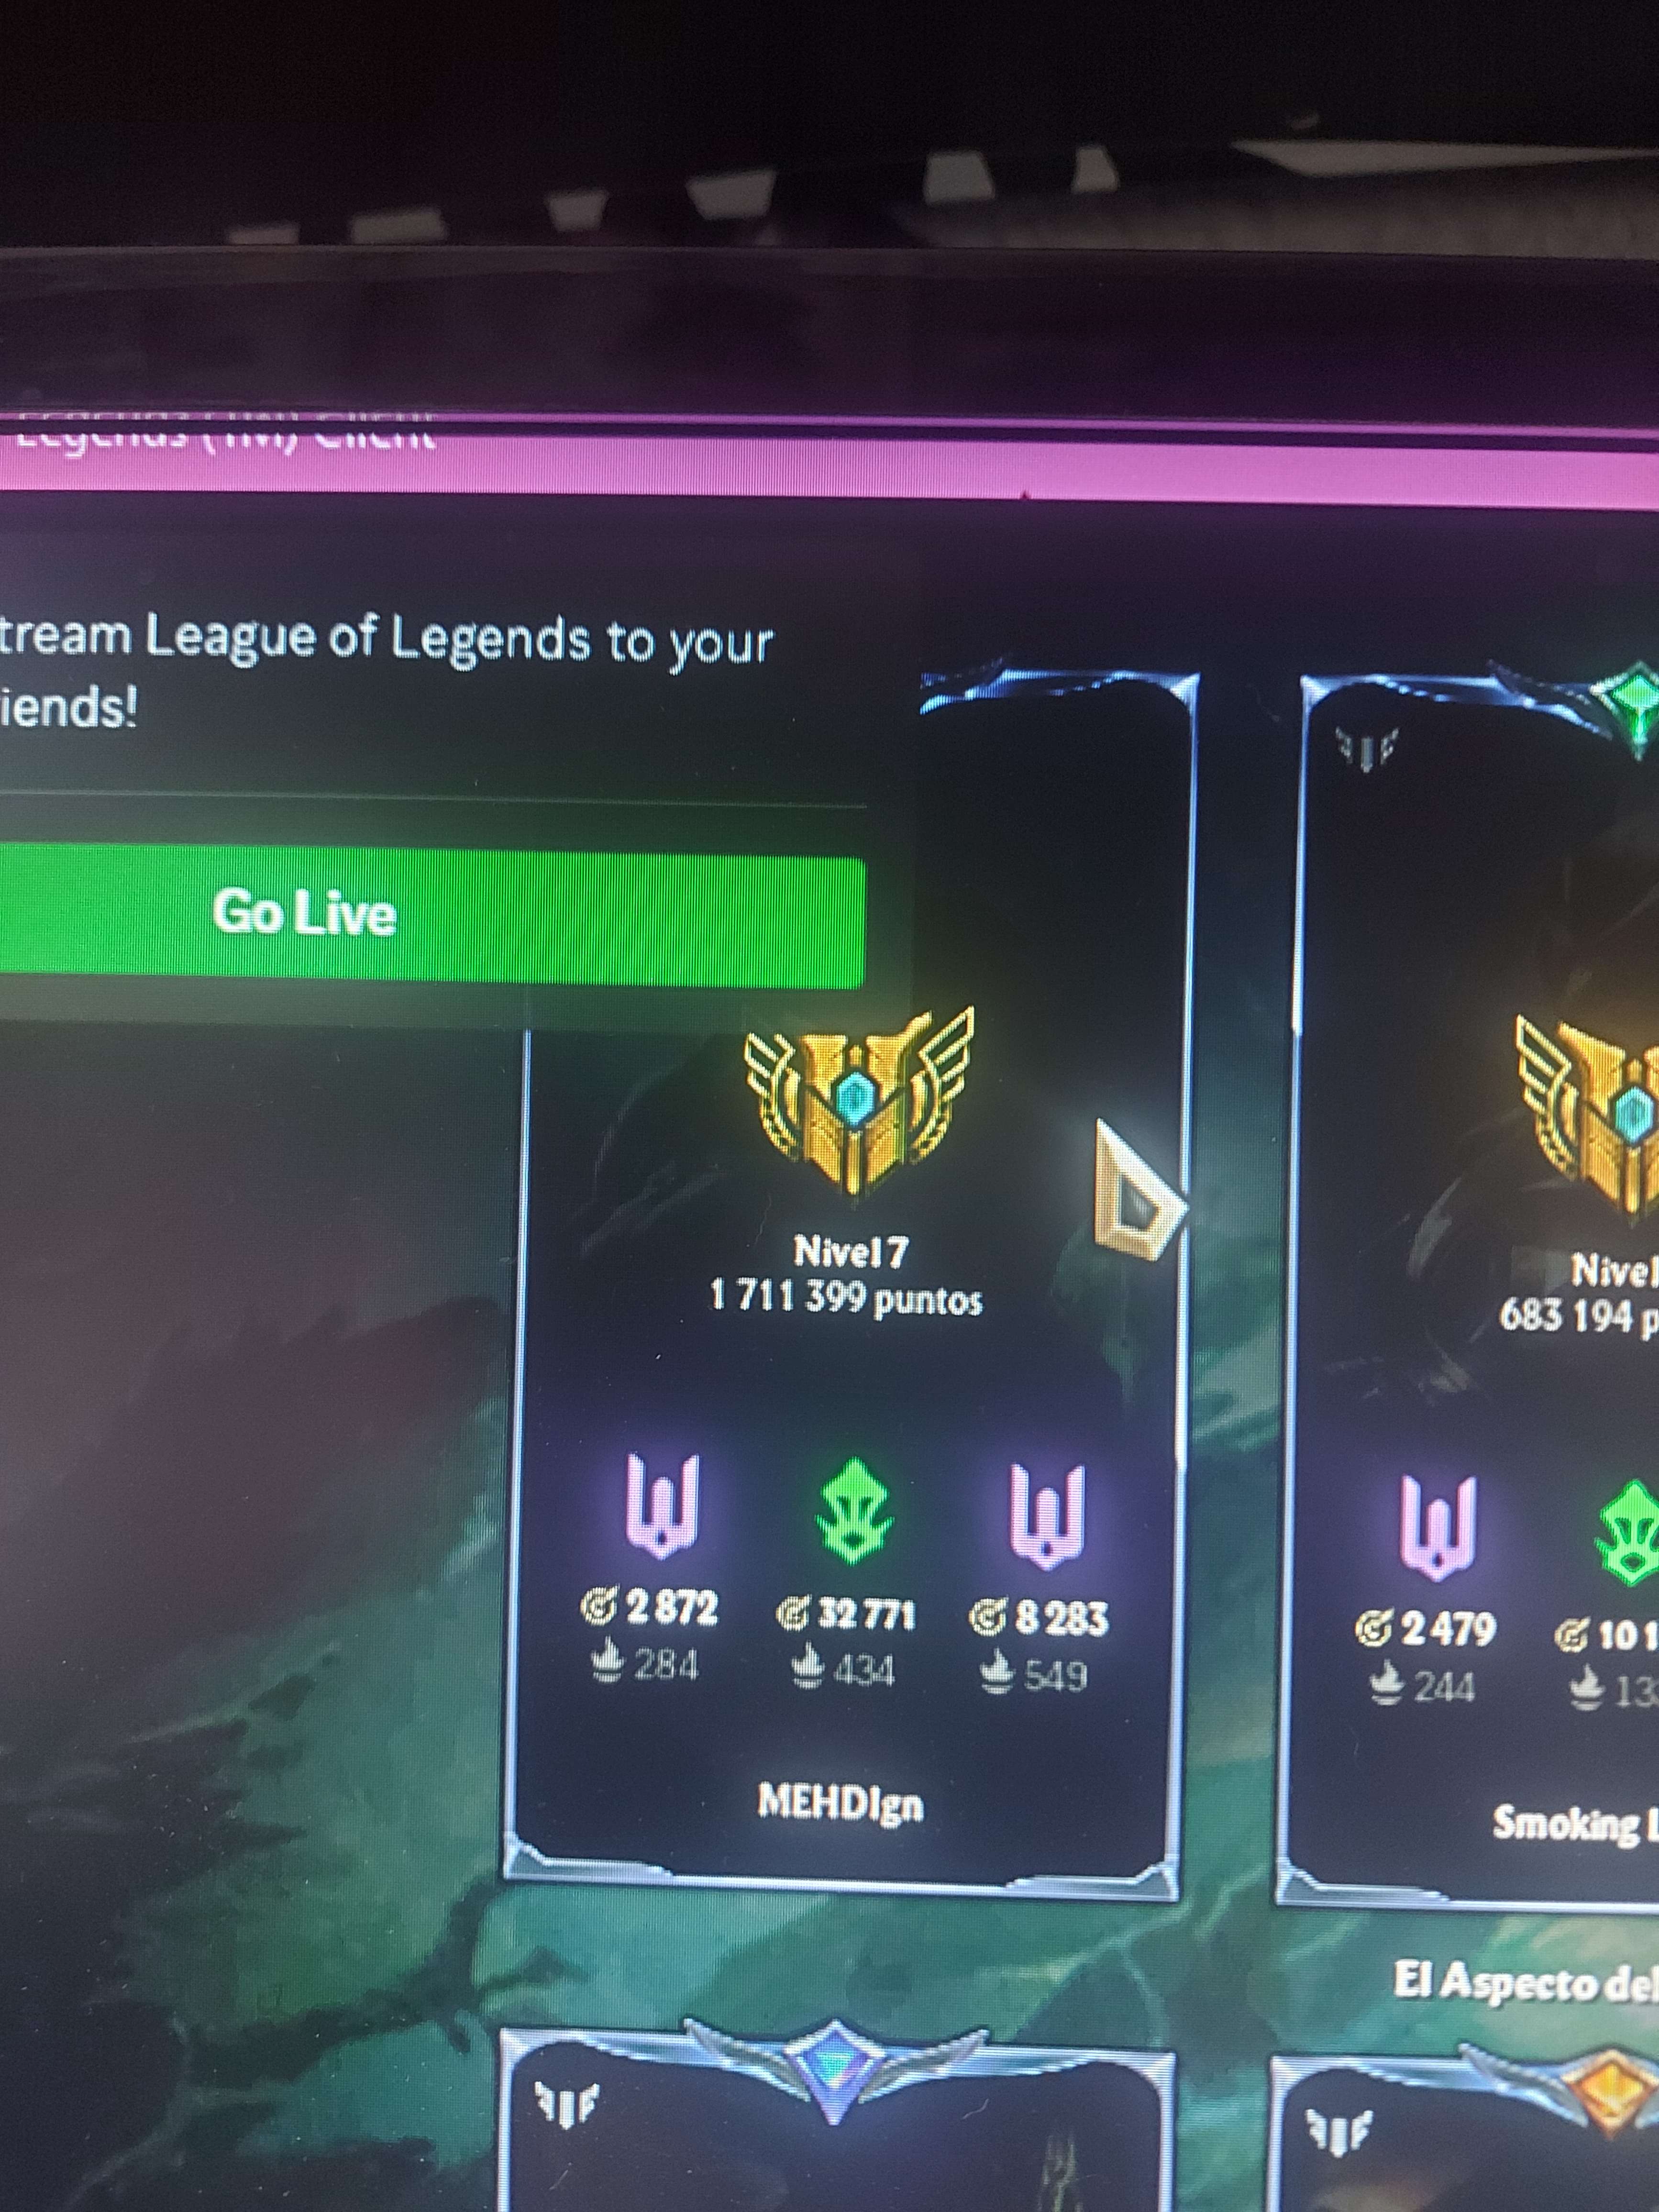 Legends (TM) Client
tream League of Legends to your
iends!
Go Live
Nivel 7
1 711 399 puntos
2 872
32 771
8 283
284
434
549
MEHDIgn
Nivel
683 194 p
2 479
10 1
244
13
Smoking L
El Aspecto del